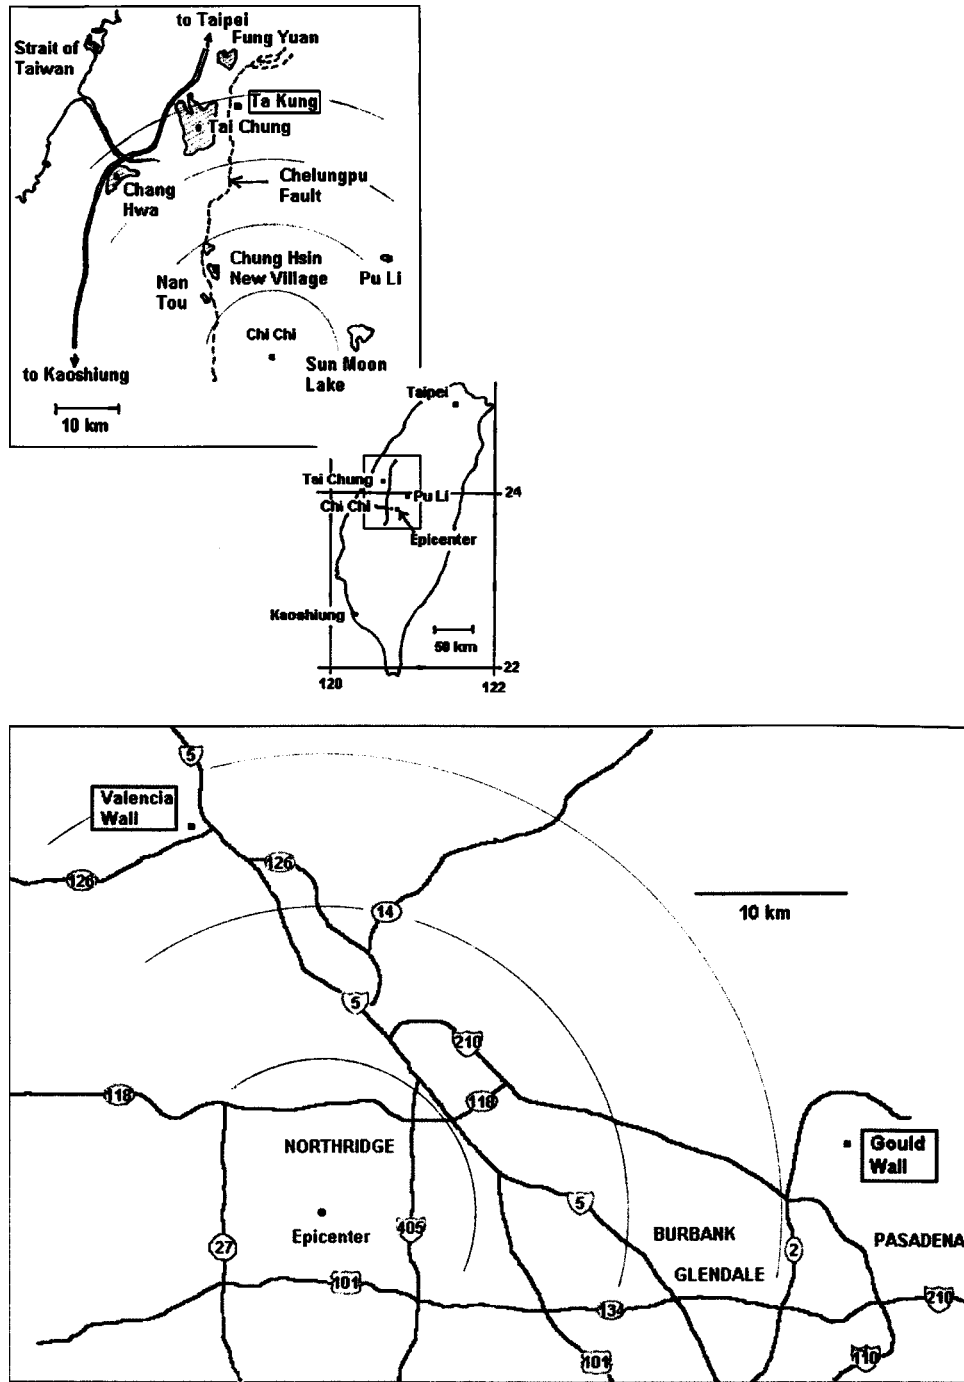 to Taipei
Strait of
Taiwan
Fung Yuan
Ta Kung
Tai Chung
Chelungpu
Fault
Chang
Hwa
Chung Hsin
New Village
Pu Li
Nan
Tou
Chi Chi
Sun Moon
Lake
to Kaoshiung
10 km
Taipei
Tai Chung
Pu Li
24
Chi Chi
Epicenter
Kaoshiung
50 km
22
120
122
5
Valencia
Wall
126
126
14
10 km
5
210
118
118
NORTHRIDGE
Gould
Wall
5
Epicenter
405
27
BURBANK
2
PASADENA
GLENDALE
101
134
210
101
110